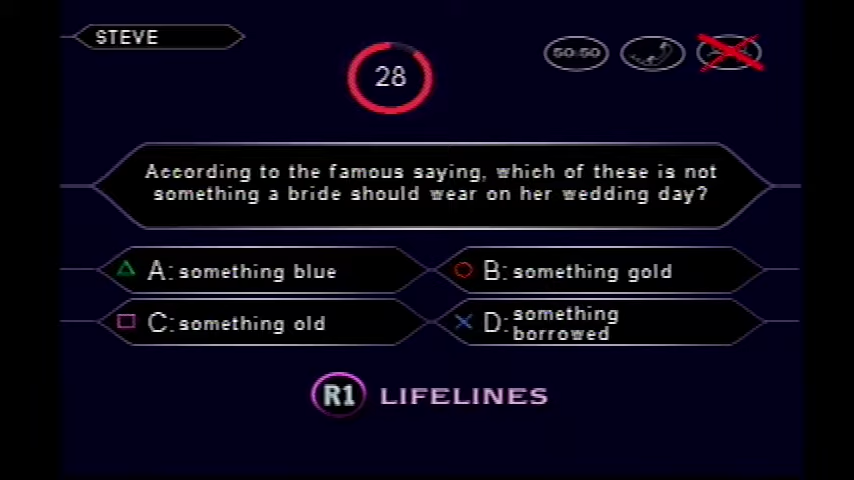 STEVE
28
50:50
According to the famous saying, which of these is not
something a bride should wear on her wedding day?
A: something blue
B: something gold
C: something old
D: something
borrowed
R1 LIFELINES